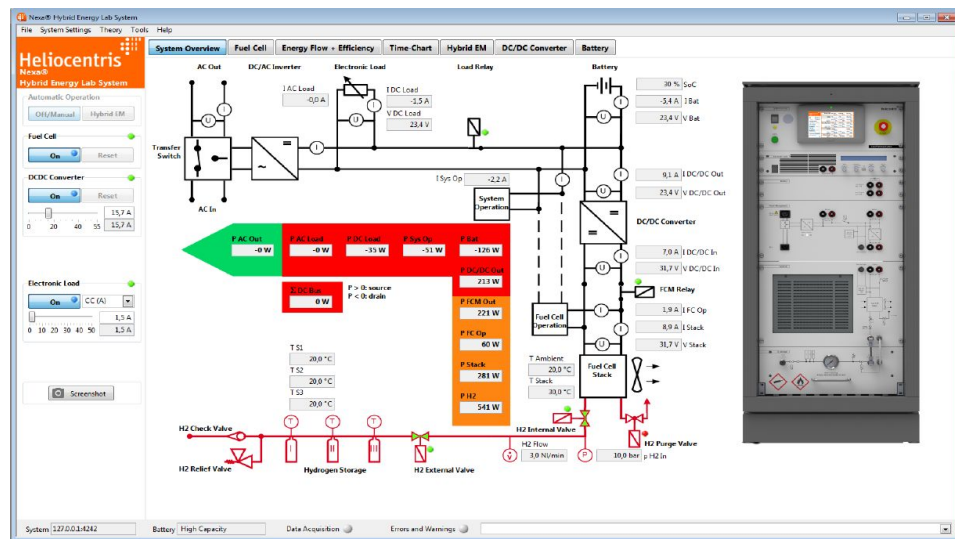 Nexa® Hybrid Energy Lab System
File System Settings Theory Tools Help
Heliocentris
Nexa®
Hybrid Energy Lab System
Automatic Operation
Off/Manual Hybrid EM
Fuel Cell
On Reset
DCDC Converter
On Reset
15,7 A
0 20 40 55 15,7 A
Electronic Load
On CC (A)
1,5 A
0 10 20 30 40 50 1,5 A
Screenshot
System Overview Fuel Cell Energy Flow + Efficiency Time-Chart Hybrid EM DC/DC Converter Battery
AC Out DC/AC Inverter Electronic Load Load Relay Battery
I AC Load
-0,0 A
I DC Load
-1,5 A
V DC Load
23,4 V
30 % SoC
-5,4 A I Bat
23,4 V V Bat
Transfer
Switch
AC In
I Sys Op -2,2 A
System
Operation
9,1 A I DC/DC Out
23,4 V V DC/DC Out
DC/DC Converter
7,0 A I DC/DC In
31,7 V V DC/DC In
FCM Relay
1,9 A I FC Op
8,9 A I Stack
31,7 V V Stack
P AC Out P AC Load P DC Load P Sys Op P Bat
-0 W -0 W -35 W -51 W -126 W
P DC/DC Out
213 W
Σ DC Bus
0 W
P > 0: source
P < 0: drain
P FCM Out
221 W
P FC Op
60 W
P Stack
281 W
P H2
541 W
Fuel Cell
Operation
T Ambient
20,0 °C
T Stack
30,0 °C
Fuel Cell
Stack
T S1
20,0 °C
T S2
20,0 °C
T S3
20,0 °C
H2 Check Valve
H2 Relief Valve
T T T
I II III
Hydrogen Storage
H2 External Valve
H2 Internal Valve
H2 Purge Valve
H2 Flow
3,0 Nl/min
P 10,0 bar p H2 In
System 127.0.0.1:4242 Battery High Capacity Data Acquisition Errors and Warnings